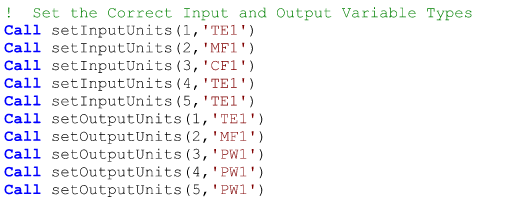 !  Set the Correct Input and Output Variable Types
Call setInputUnits(1,'TE1')
Call setInputUnits(2,'MF1')
Call setInputUnits(3,'CF1')
Call setInputUnits(4,'TE1')
Call setInputUnits(5,'TE1')
Call setOutputUnits(1,'TE1')
Call setOutputUnits(2,'MF1')
Call setOutputUnits(3,'PW1')
Call setOutputUnits(4,'PW1')
Call setOutputUnits(5,'PW1')